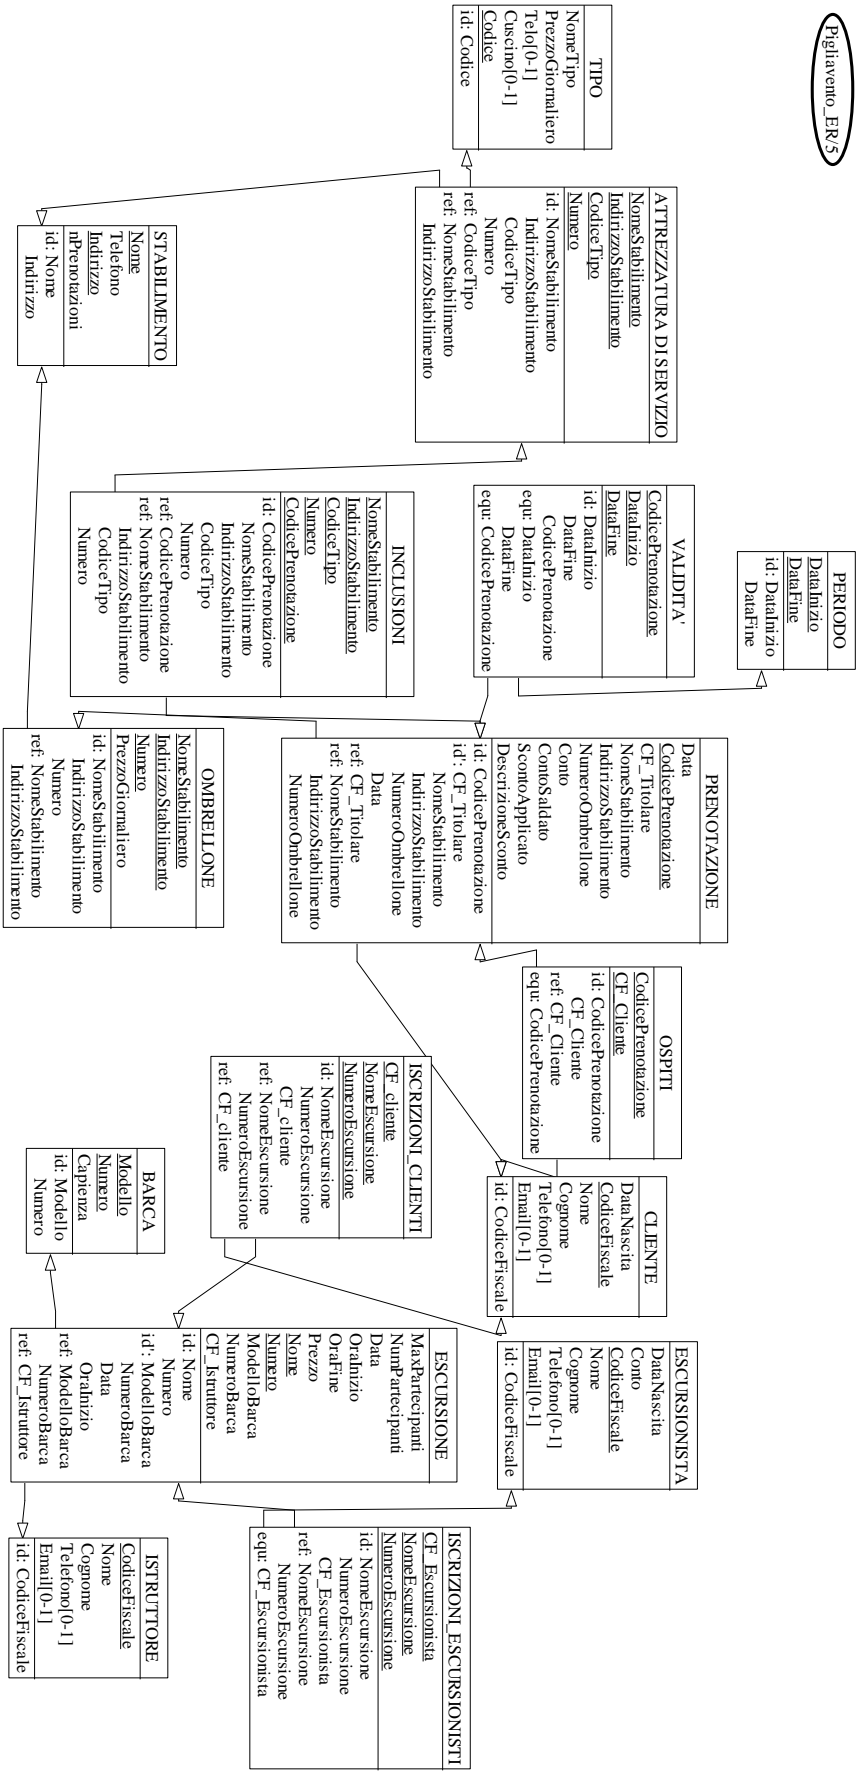 Pigliavento_ER/5
TIPO
NomeTipo
PrezzoGiornaliero
Telo[0-1]
Cuscino[0-1]
Codice
id: Codice
ATTREZZATURA DI SERVIZIO
NomeStabilimento
IndirizzoStabilimento
CodiceTipo
Numero
id: NomeStabilimento
IndirizzoStabilimento
CodiceTipo
Numero
ref: CodiceTipo
ref: NomeStabilimento
IndirizzoStabilimento
STABILIMENTO
Nome
Telefono
Indirizzo
nPrenotazioni
id: Nome
Indirizzo
PERIODO
DataInizio
DataFine
id: DataInizio
DataFine
VALIDITA'
CodicePrenotazione
DataInizio
DataFine
id: DataInizio
DataFine
CodicePrenotazione
equ: DataInizio
DataFine
equ: CodicePrenotazione
INCLUSIONI
NomeStabilimento
IndirizzoStabilimento
CodiceTipo
Numero
CodicePrenotazione
id: CodicePrenotazione
NomeStabilimento
IndirizzoStabilimento
CodiceTipo
Numero
ref: CodicePrenotazione
ref: NomeStabilimento
IndirizzoStabilimento
CodiceTipo
Numero
PRENOTAZIONE
Data
CodicePrenotazione
CF_Titolare
NomeStabilimento
IndirizzoStabilimento
NumeroOmbrellone
Conto
ContoSaldato
ScontoApplicato
DescrizioneSconto
id: CodicePrenotazione
id': CF_Titolare
NomeStabilimento
IndirizzoStabilimento
NumeroOmbrellone
Data
ref: CF_Titolare
ref: NomeStabilimento
IndirizzoStabilimento
NumeroOmbrellone
OMBRELLONE
NomeStabilimento
IndirizzoStabilimento
Numero
PrezzoGiornaliero
id: NomeStabilimento
IndirizzoStabilimento
Numero
ref: NomeStabilimento
IndirizzoStabilimento
OSPITI
CodicePrenotazione
CF_Cliente
id: CodicePrenotazione
CF_Cliente
ref: CF_Cliente
equ: CodicePrenotazione
ISCRIZIONI_CLIENTI
CF_cliente
NomeEscursione
NumeroEscursione
id: NomeEscursione
NumeroEscursione
CF_cliente
ref: NomeEscursione
NumeroEscursione
ref: CF_cliente
CLIENTE
DataNascita
CodiceFiscale
Nome
Cognome
Telefono[0-1]
Email[0-1]
id: CodiceFiscale
BARCA
Modello
Numero
Capienza
id: Modello
Numero
ESCURSIONISTA
DataNascita
Conto
CodiceFiscale
Nome
Cognome
Telefono[0-1]
Email[0-1]
id: CodiceFiscale
ESCURSIONE
MaxPartecipanti
NumPartecipanti
Data
OraInizio
OraFine
Prezzo
Nome
Numero
ModelloBarca
NumeroBarca
CF_Istruttore
id: Nome
Numero
id': ModelloBarca
NumeroBarca
Data
OraInizio
ref: ModelloBarca
NumeroBarca
ref: CF_Istruttore
ISCRIZIONI_ESCURSIONISTI
CF_Escursionista
NomeEscursione
NumeroEscursione
id: NomeEscursione
NumeroEscursione
CF_Escursionista
ref: NomeEscursione
NumeroEscursione
equ: CF_Escursionista
ISTRUTTORE
CodiceFiscale
Nome
Cognome
Telefono[0-1]
Email[0-1]
id: CodiceFiscale